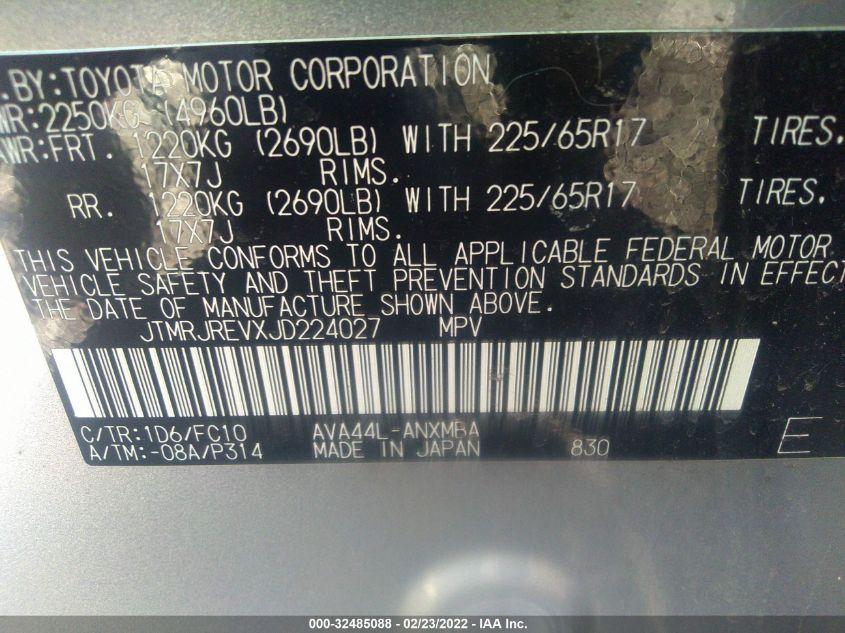 .BY:TOYOTA MOTOR CORPORATION
WR:2250KG (4960LB)
AWR:FRT. 1220KG (2690LB) WITH 225/65R17 TIRES.
17X7J RIMS.
RR. 1220KG (2690LB) WITH 225/65R17 TIRES.
17X7J RIMS.
THIS VEHICLE CONFORMS TO ALL APPLICABLE FEDERAL MOTOR
VEHICLE SAFETY AND THEFT PREVENTION STANDARDS IN EFFECT
THE DATE OF MANUFACTURE SHOWN ABOVE.
JTMRJREVXJD224027 MPV
C/TR:1D6/FC10 AVA44L-ANXMBA E
A/TM:-08A/P314 MADE IN JAPAN 830
000-32485088 - 02/23/2022 - IAA Inc.